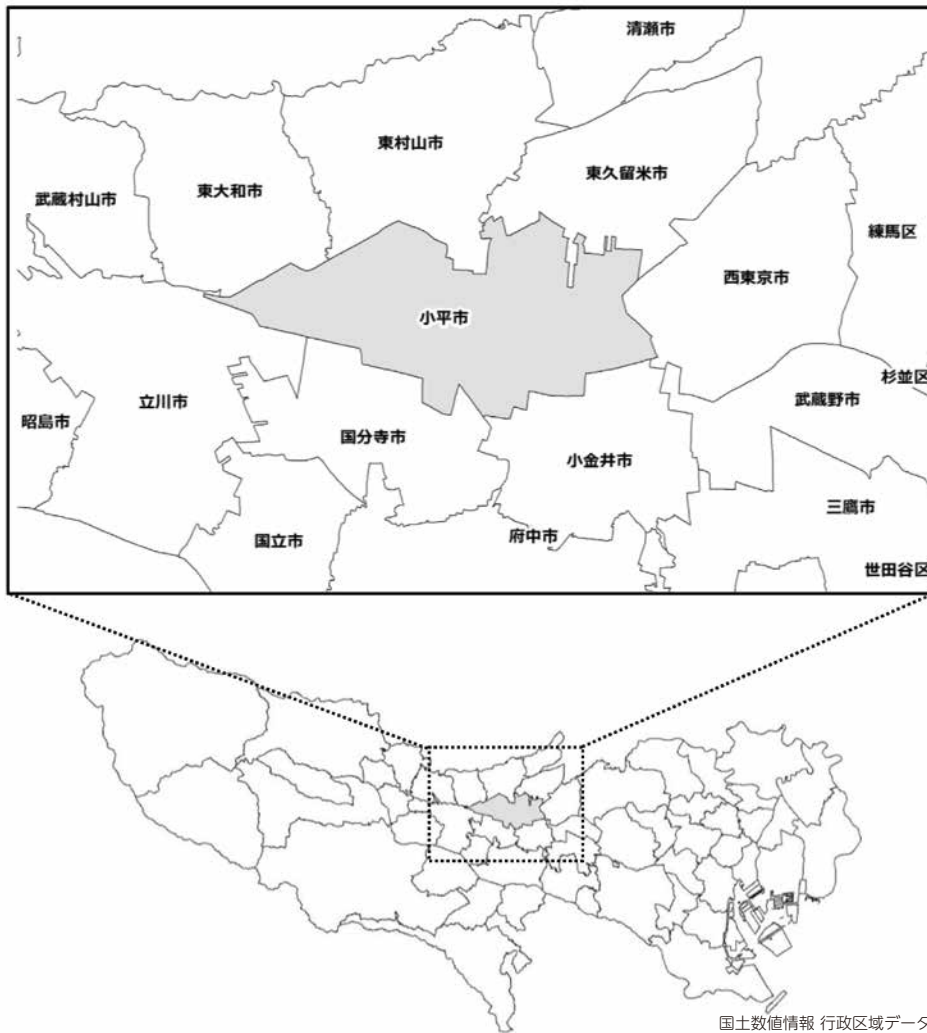 清瀬市
東村山市
東久留米市
武蔵村山市
東大和市
練馬区
西東京市
小平市
杉並区
立川市
武蔵野市
昭島市
国分寺市
小金井市
三鷹市
国立市
府中市
世田谷区
国土数値情報 行政区域データ